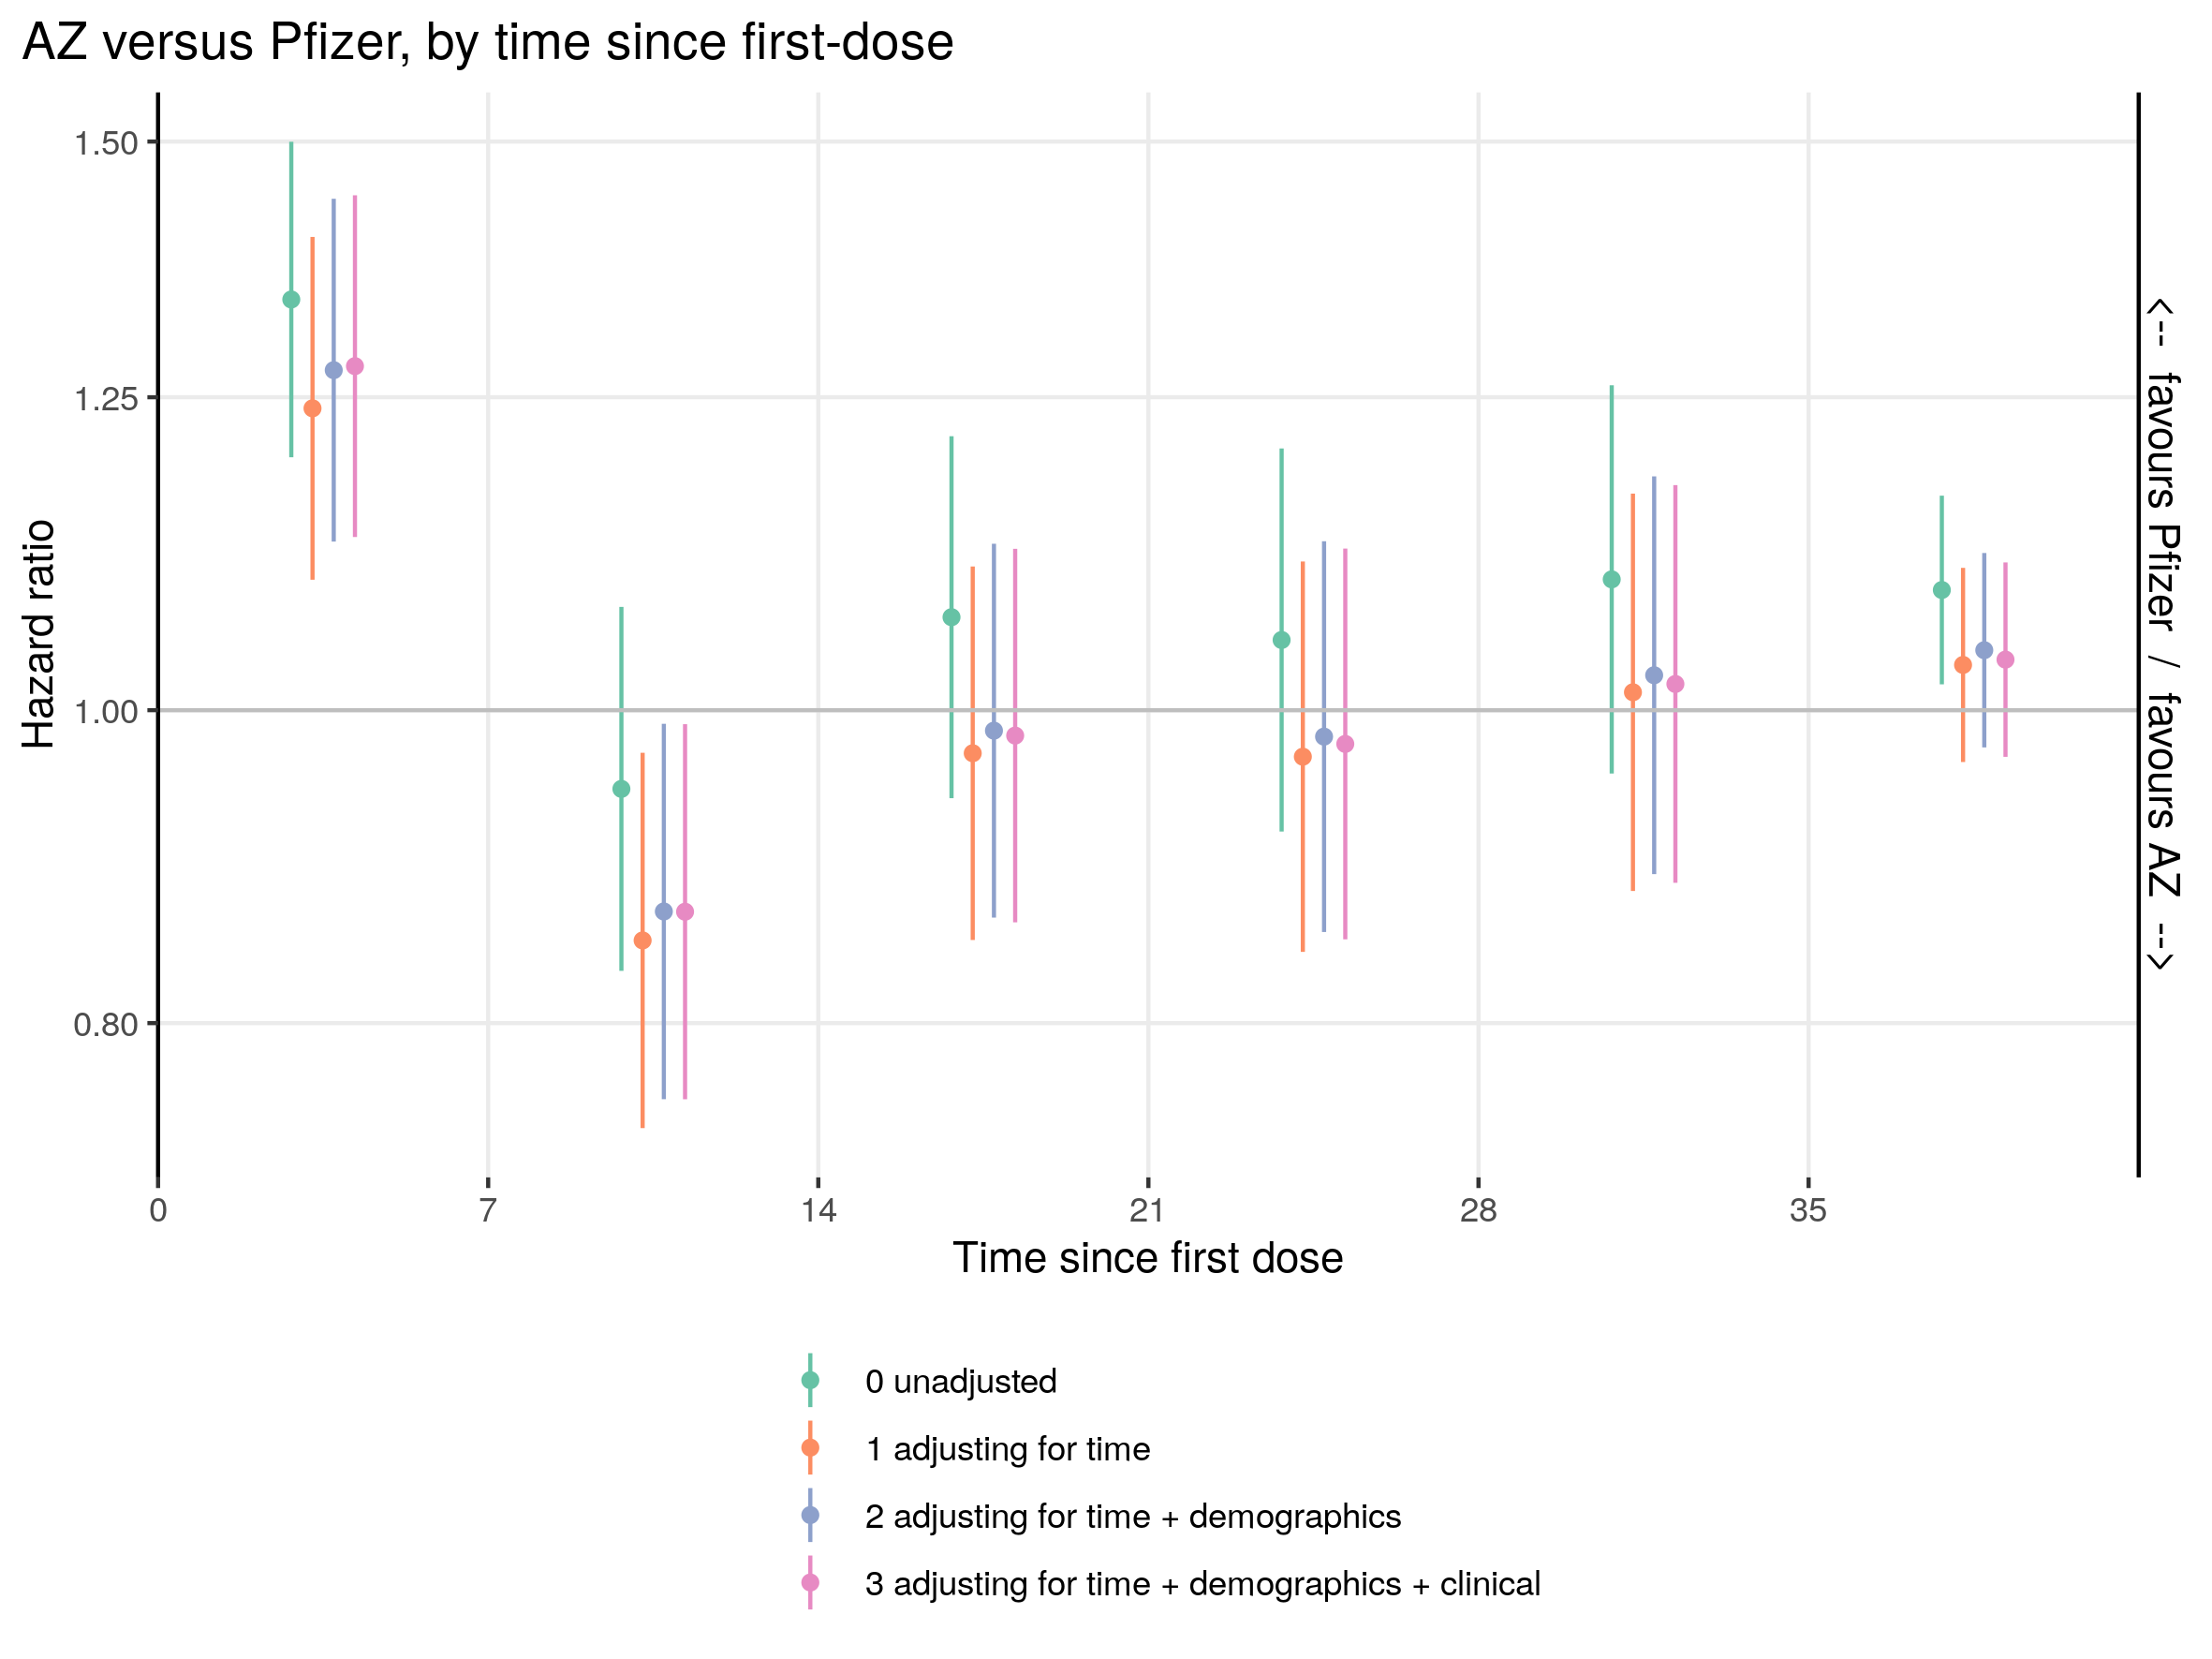 AZ versus Pfizer, by time since first-dose
1.50
1.25
1.00
0.80
Hazard ratio
<-- favours Pfizer / favours AZ -->
0 7 14 21 28 35
Time since first dose
0 unadjusted
1 adjusting for time
2 adjusting for time + demographics
3 adjusting for time + demographics + clinical